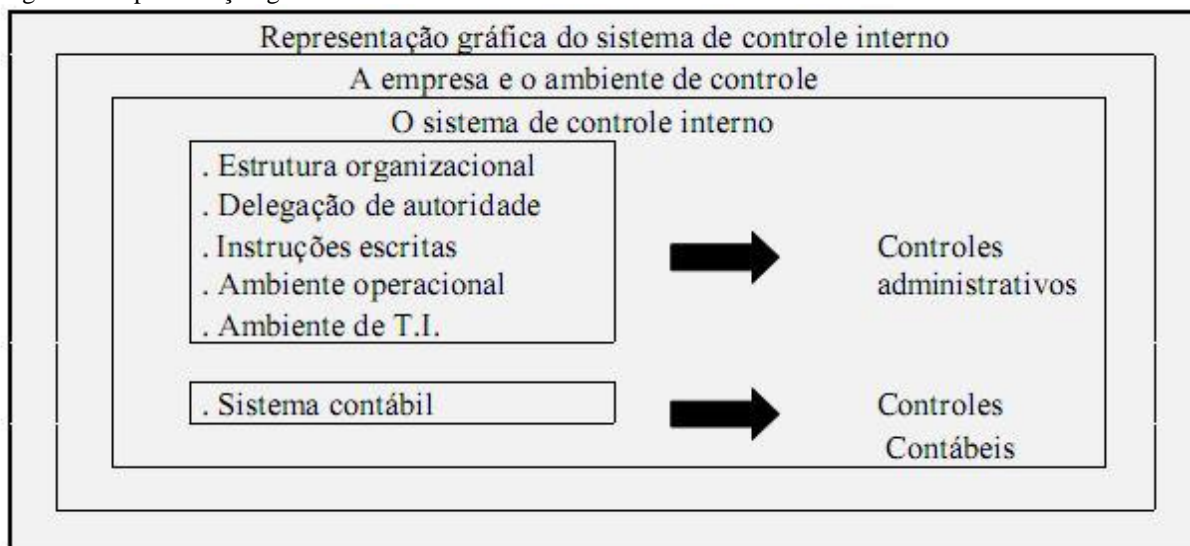 Representação gráfica do sistema de controle interno
A empresa e o ambiente de controle
O sistema de controle interno
. Estrutura organizacional
. Delegação de autoridade
. Instruções escritas
. Ambiente operacional
. Ambiente de T.I.
Controles
administrativos
. Sistema contábil
Controles
Contábeis